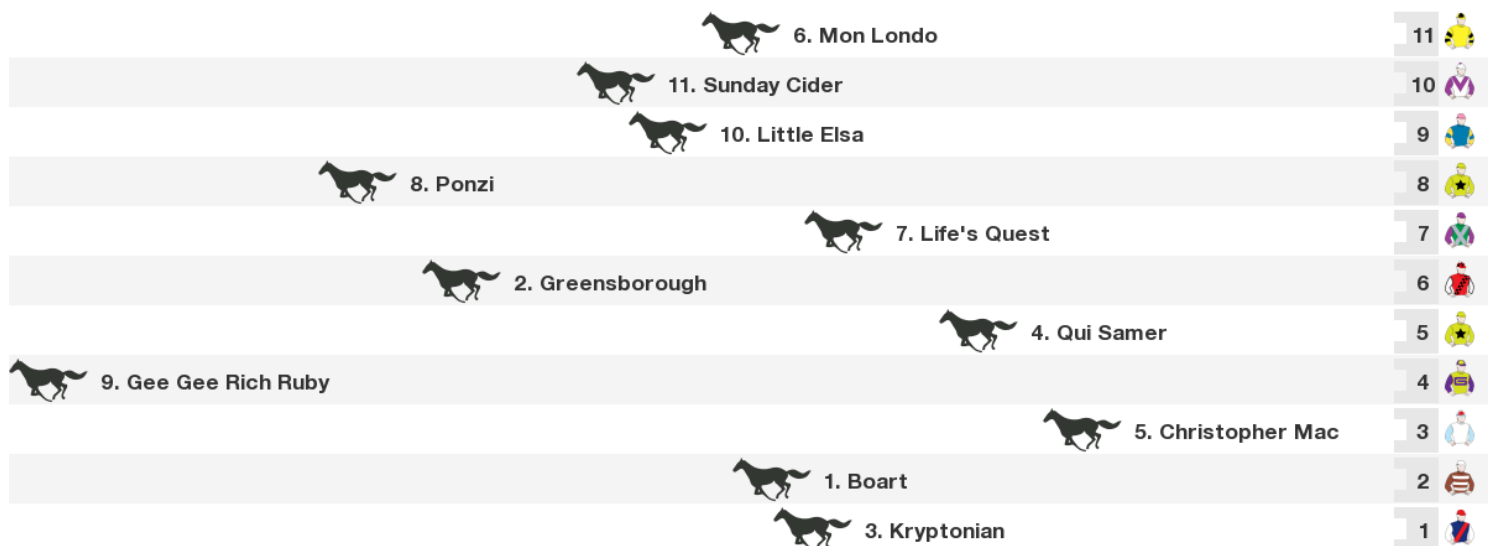 6. Mon Londo 11
11. Sunday Cider 10
10. Little Elsa 9
8. Ponzi 8
7. Life's Quest 7
2. Greensborough 6
4. Qui Samer 5
9. Gee Gee Rich Ruby 4 G
5. Christopher Mac 3
1. Boart 2
3. Kryptonian 1